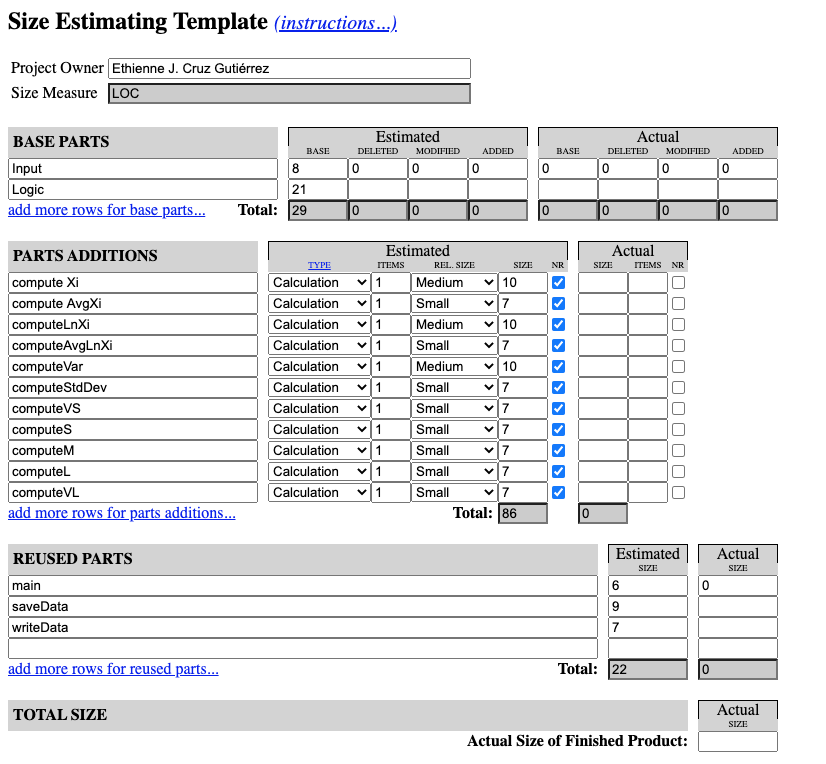 Size Estimating Template (instructions...)
Project Owner Ethienne J. Cruz Gutiérrez
Size Measure LOC
BASE PARTS Estimated Actual
BASE DELETED MODIFIED ADDED BASE DELETED MODIFIED ADDED
Input 8 0 0 0 0 0 0 0
Logic 21
add more rows for base parts... Total: 29 0 0 0 0 0 0 0
PARTS ADDITIONS Estimated Actual
TYPE ITEMS REL. SIZE SIZE NR SIZE ITEMS NR
compute Xi Calculation 1 Medium 10
compute AvgXi Calculation 1 Small 7
computeLnXi Calculation 1 Medium 10
computeAvgLnXi Calculation 1 Small 7
computeVar Calculation 1 Medium 10
computeStdDev Calculation 1 Small 7
computeVS Calculation 1 Small 7
computeS Calculation 1 Small 7
computeM Calculation 1 Small 7
computeL Calculation 1 Small 7
computeVL Calculation 1 Small 7
add more rows for parts additions... Total: 86 0
REUSED PARTS Estimated Actual
SIZE SIZE
main 6 0
saveData 9
writeData 7
add more rows for reused parts... Total: 22 0
TOTAL SIZE Actual
SIZE
Actual Size of Finished Product: